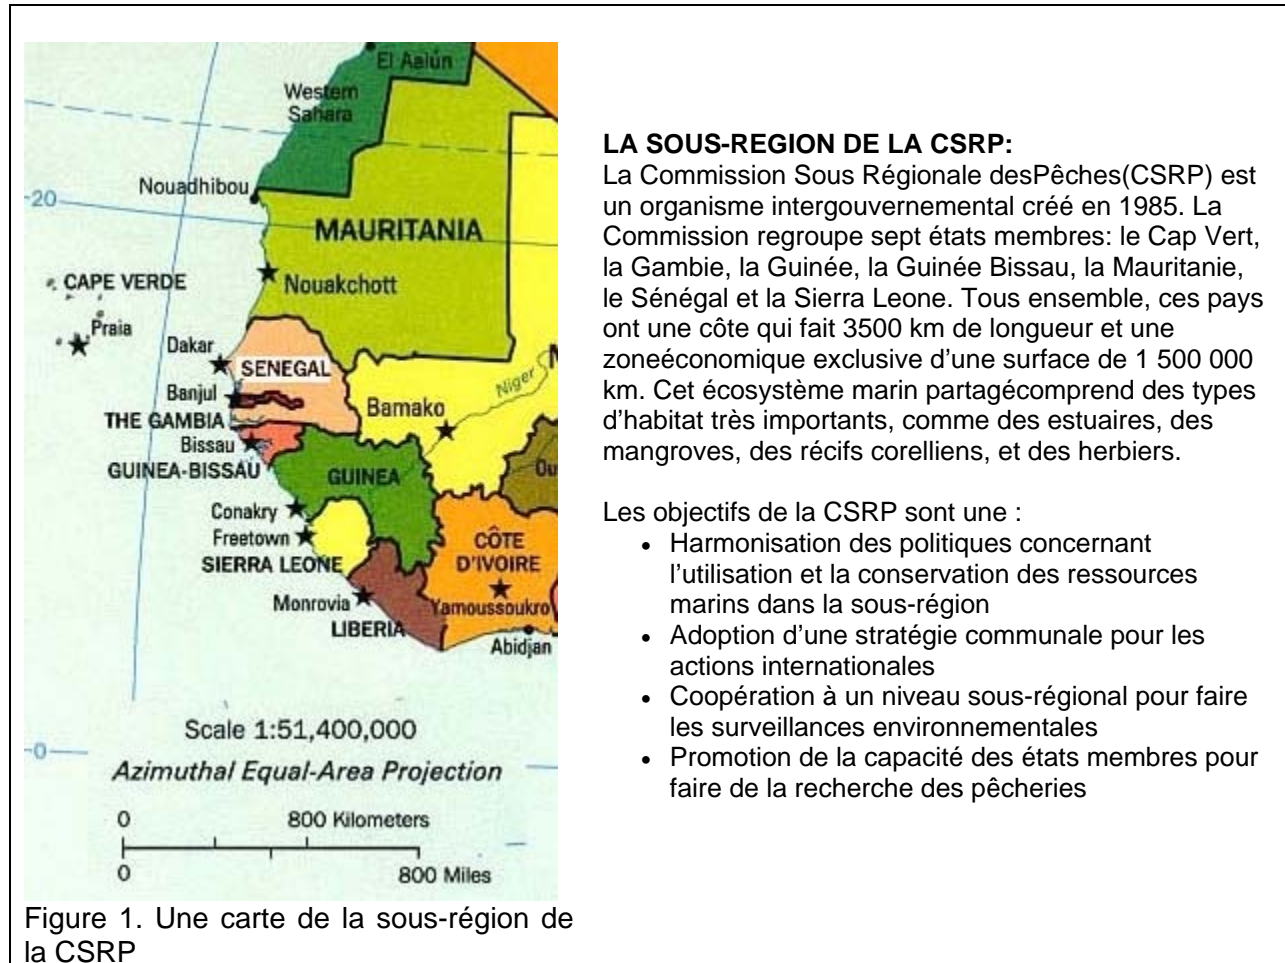 El Aaiún
Western
Sahara
Nouadhibou
20
MAURITANIA
CAPE VERDE
Nouakchott
Praia
Dakar
SENEGAL
Niger
Banjul
Bamako
THE GAMBIA
Bissau
GUINEA-BISSAU
GUINEA
Conakry
Freetown
CÔTE
D'IVOIRE
SIERRA LEONE
Monrovia
Yamoussoukro
LIBERIA
Abidjan
Scale 1:51,400,000
0
Azimuthal Equal-Area Projection
0 800 Kilometers
0 800 Miles
Figure 1. Une carte de la sous-région de
la CSRP
LA SOUS-REGION DE LA CSRP:
La Commission Sous Régionale desPêches(CSRP) est
un organisme intergouvernemental créé en 1985. La
Commission regroupe sept états membres: le Cap Vert,
la Gambie, la Guinée, la Guinée Bissau, la Mauritanie,
le Sénégal et la Sierra Leone. Tous ensemble, ces pays
ont une côte qui fait 3500 km de longueur et une
zoneéconomique exclusive d'une surface de 1 500 000
km. Cet écosystème marin partagécomprend des types
d'habitat très importants, comme des estuaires, des
mangroves, des récifs corelliens, et des herbiers.
Les objectifs de la CSRP sont une :
• Harmonisation des politiques concernant
l'utilisation et la conservation des ressources
marins dans la sous-région
• Adoption d'une stratégie communale pour les
actions internationales
• Coopération à un niveau sous-régional pour faire
les surveillances environnementales
• Promotion de la capacité des états membres pour
faire de la recherche des pêcheries